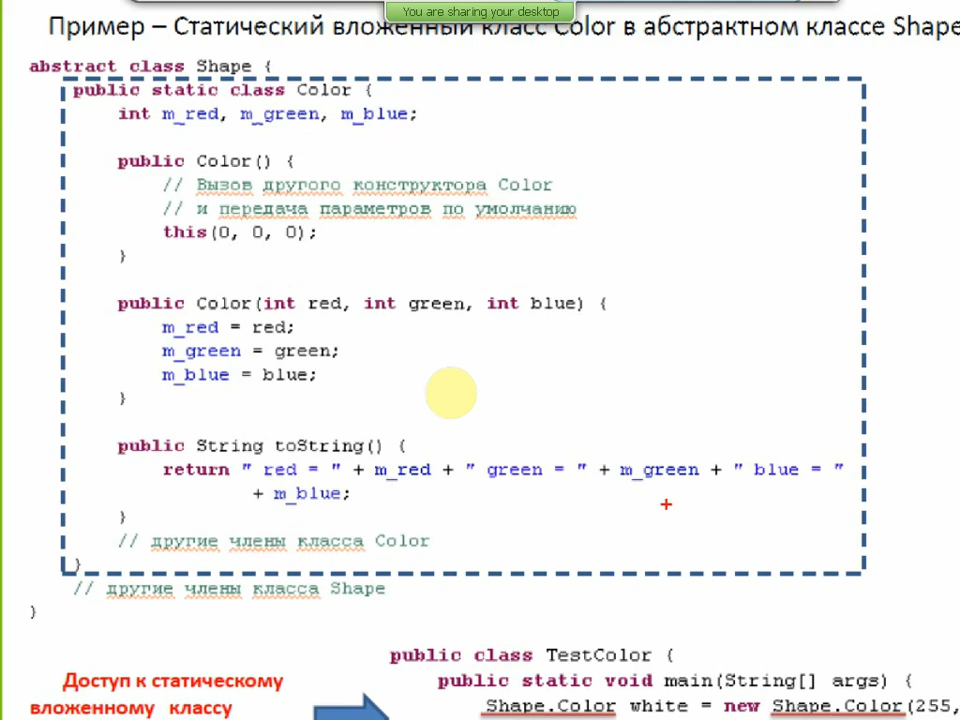 You are sharing your desktop
Пример – Статический вложенный класс Color в абстрактном классе Shape
abstract class Shape {
public static class Color {
int m_red, m_green, m_blue;
public Color() {
// Вызов другого конструктора Color
// и передача параметров по умолчанию
this(0, 0, 0);
}
public Color(int red, int green, int blue) {
m_red = red;
m_green = green;
m_blue = blue;
}
public String toString() {
return " red = " + m_red + " green = " + m_green + " blue = "
+ m_blue;
}
// другие члены класса Color
}
// другие члены класса Shape
}
public class TestColor {
Доступ к статическому
public static void main(String[] args) {
вложенному классу
Shape.Color white = new Shape.Color(255,